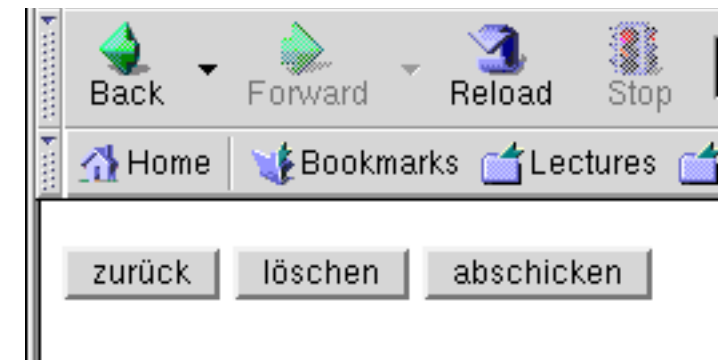 Back Forward Reload Stop
Home Bookmarks Lectures
zurück löschen abschicken